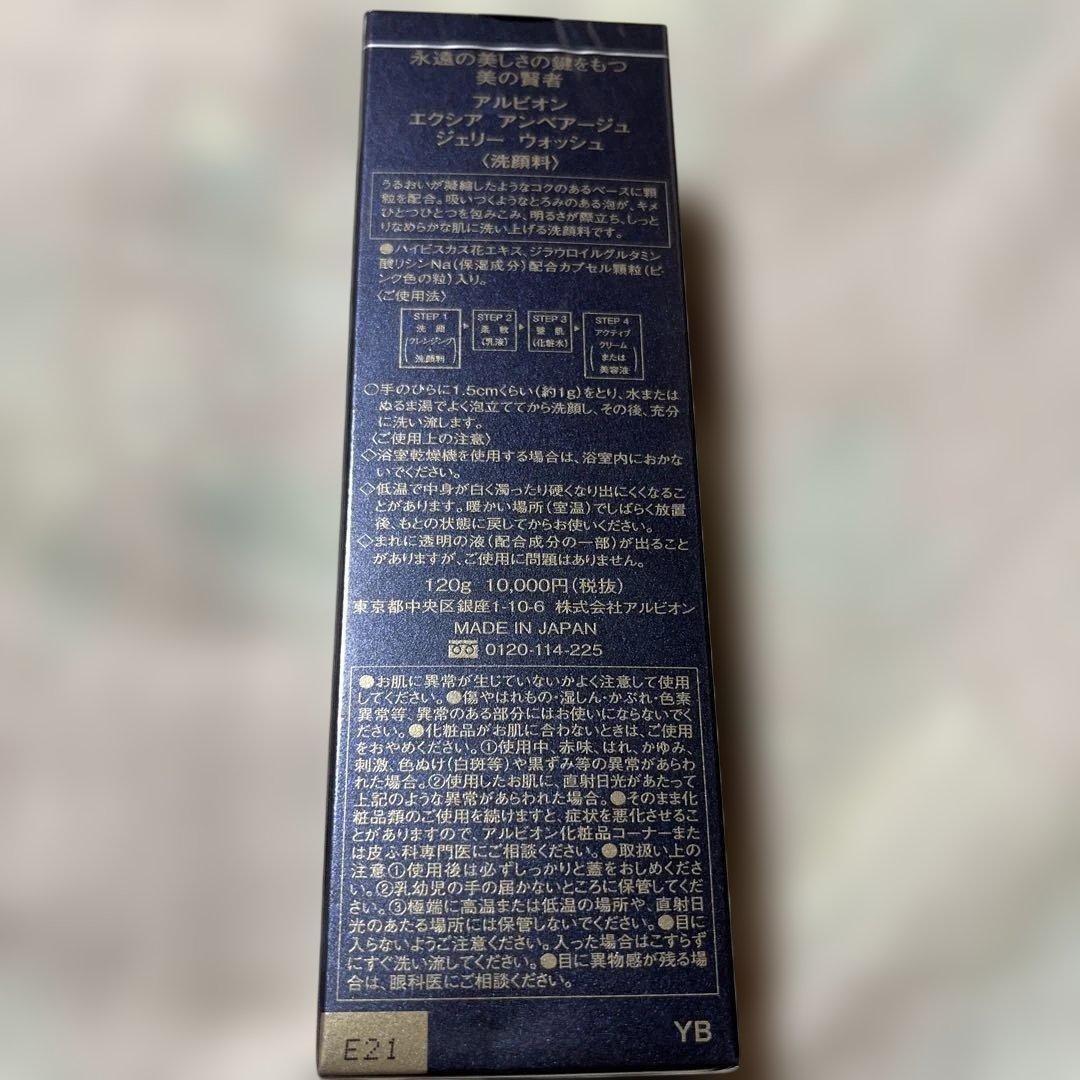 永遠の美しさの鍵をもつ
美の賢者
アルビオン
エクシア アンベアージュ
ジェリー ウォッシュ
〈洗顔料〉
うるおいが凝縮したようなコクのあるベースに顆
粒を配合。吸いつくようなとろみのある泡が、キメ
ひとつひとつを包みこみ、明るさが際立ち、しっと
りなめらかな肌に洗い上げる洗顔料です。
●ハイビスカス花エキス、ジラウロイルグルタミン
酸リシンNa(保湿成分)配合カプセル顆粒(ピ
ンク色の粒)入り。
〈ご使用法〉
STEP 1 STEP 2 STEP 3 STEP 4
洗顔 柔軟 整肌 アクティブ
クレンジング (乳液) (化粧水) クリーム
・ または
洗顔料 美容液
○手のひらに1.5cmくらい(約1g)をとり、水または
ぬるま湯でよく泡立ててから洗顔し、その後、充分
に洗い流します。
〈ご使用上の注意〉
◇浴室乾燥機を使用する場合は、浴室内におかな
いでください。
◇低温で中身が白く濁ったり硬くなり出にくくなるこ
とがあります。暖かい場所(室温)でしばらく放置
後、もとの状態に戻してからお使いください。
◇まれに透明の液(配合成分の一部)が出ること
がありますが、ご使用に問題はありません。
120g 10,000円(税抜)
東京都中央区銀座1-10-6 株式会社アルビオン
MADE IN JAPAN
0120-114-225
●お肌に異常が生じていないかよく注意して使用
してください。●傷やはれもの・湿しん・かぶれ・色素
異常等、異常のある部分にはお使いにならないでく
ださい。●化粧品がお肌に合わないときは、ご使用
をおやめください。①使用中、赤味、はれ、かゆみ、
刺激、色ぬけ(白斑等)や黒ずみ等の異常があらわ
れた場合。②使用したお肌に、直射日光があたって
上記のような異常があらわれた場合。●そのまま化
粧品類のご使用を続けますと、症状を悪化させるこ
とがありますので、アルビオン化粧品コーナーまた
は皮ふ科専門医にご相談ください。●取扱い上の
注意①使用後は必ずしっかりと蓋をおしめくださ
い。②乳幼児の手の届かないところに保管してくだ
さい。③極端に高温または低温の場所や、直射日
光のあたる場所には保管しないでください。●目に
入らないようご注意ください。入った場合はこすらず
にすぐ洗い流してください。●目に異物感が残る場
合は、眼科医にご相談ください。
E21
YB